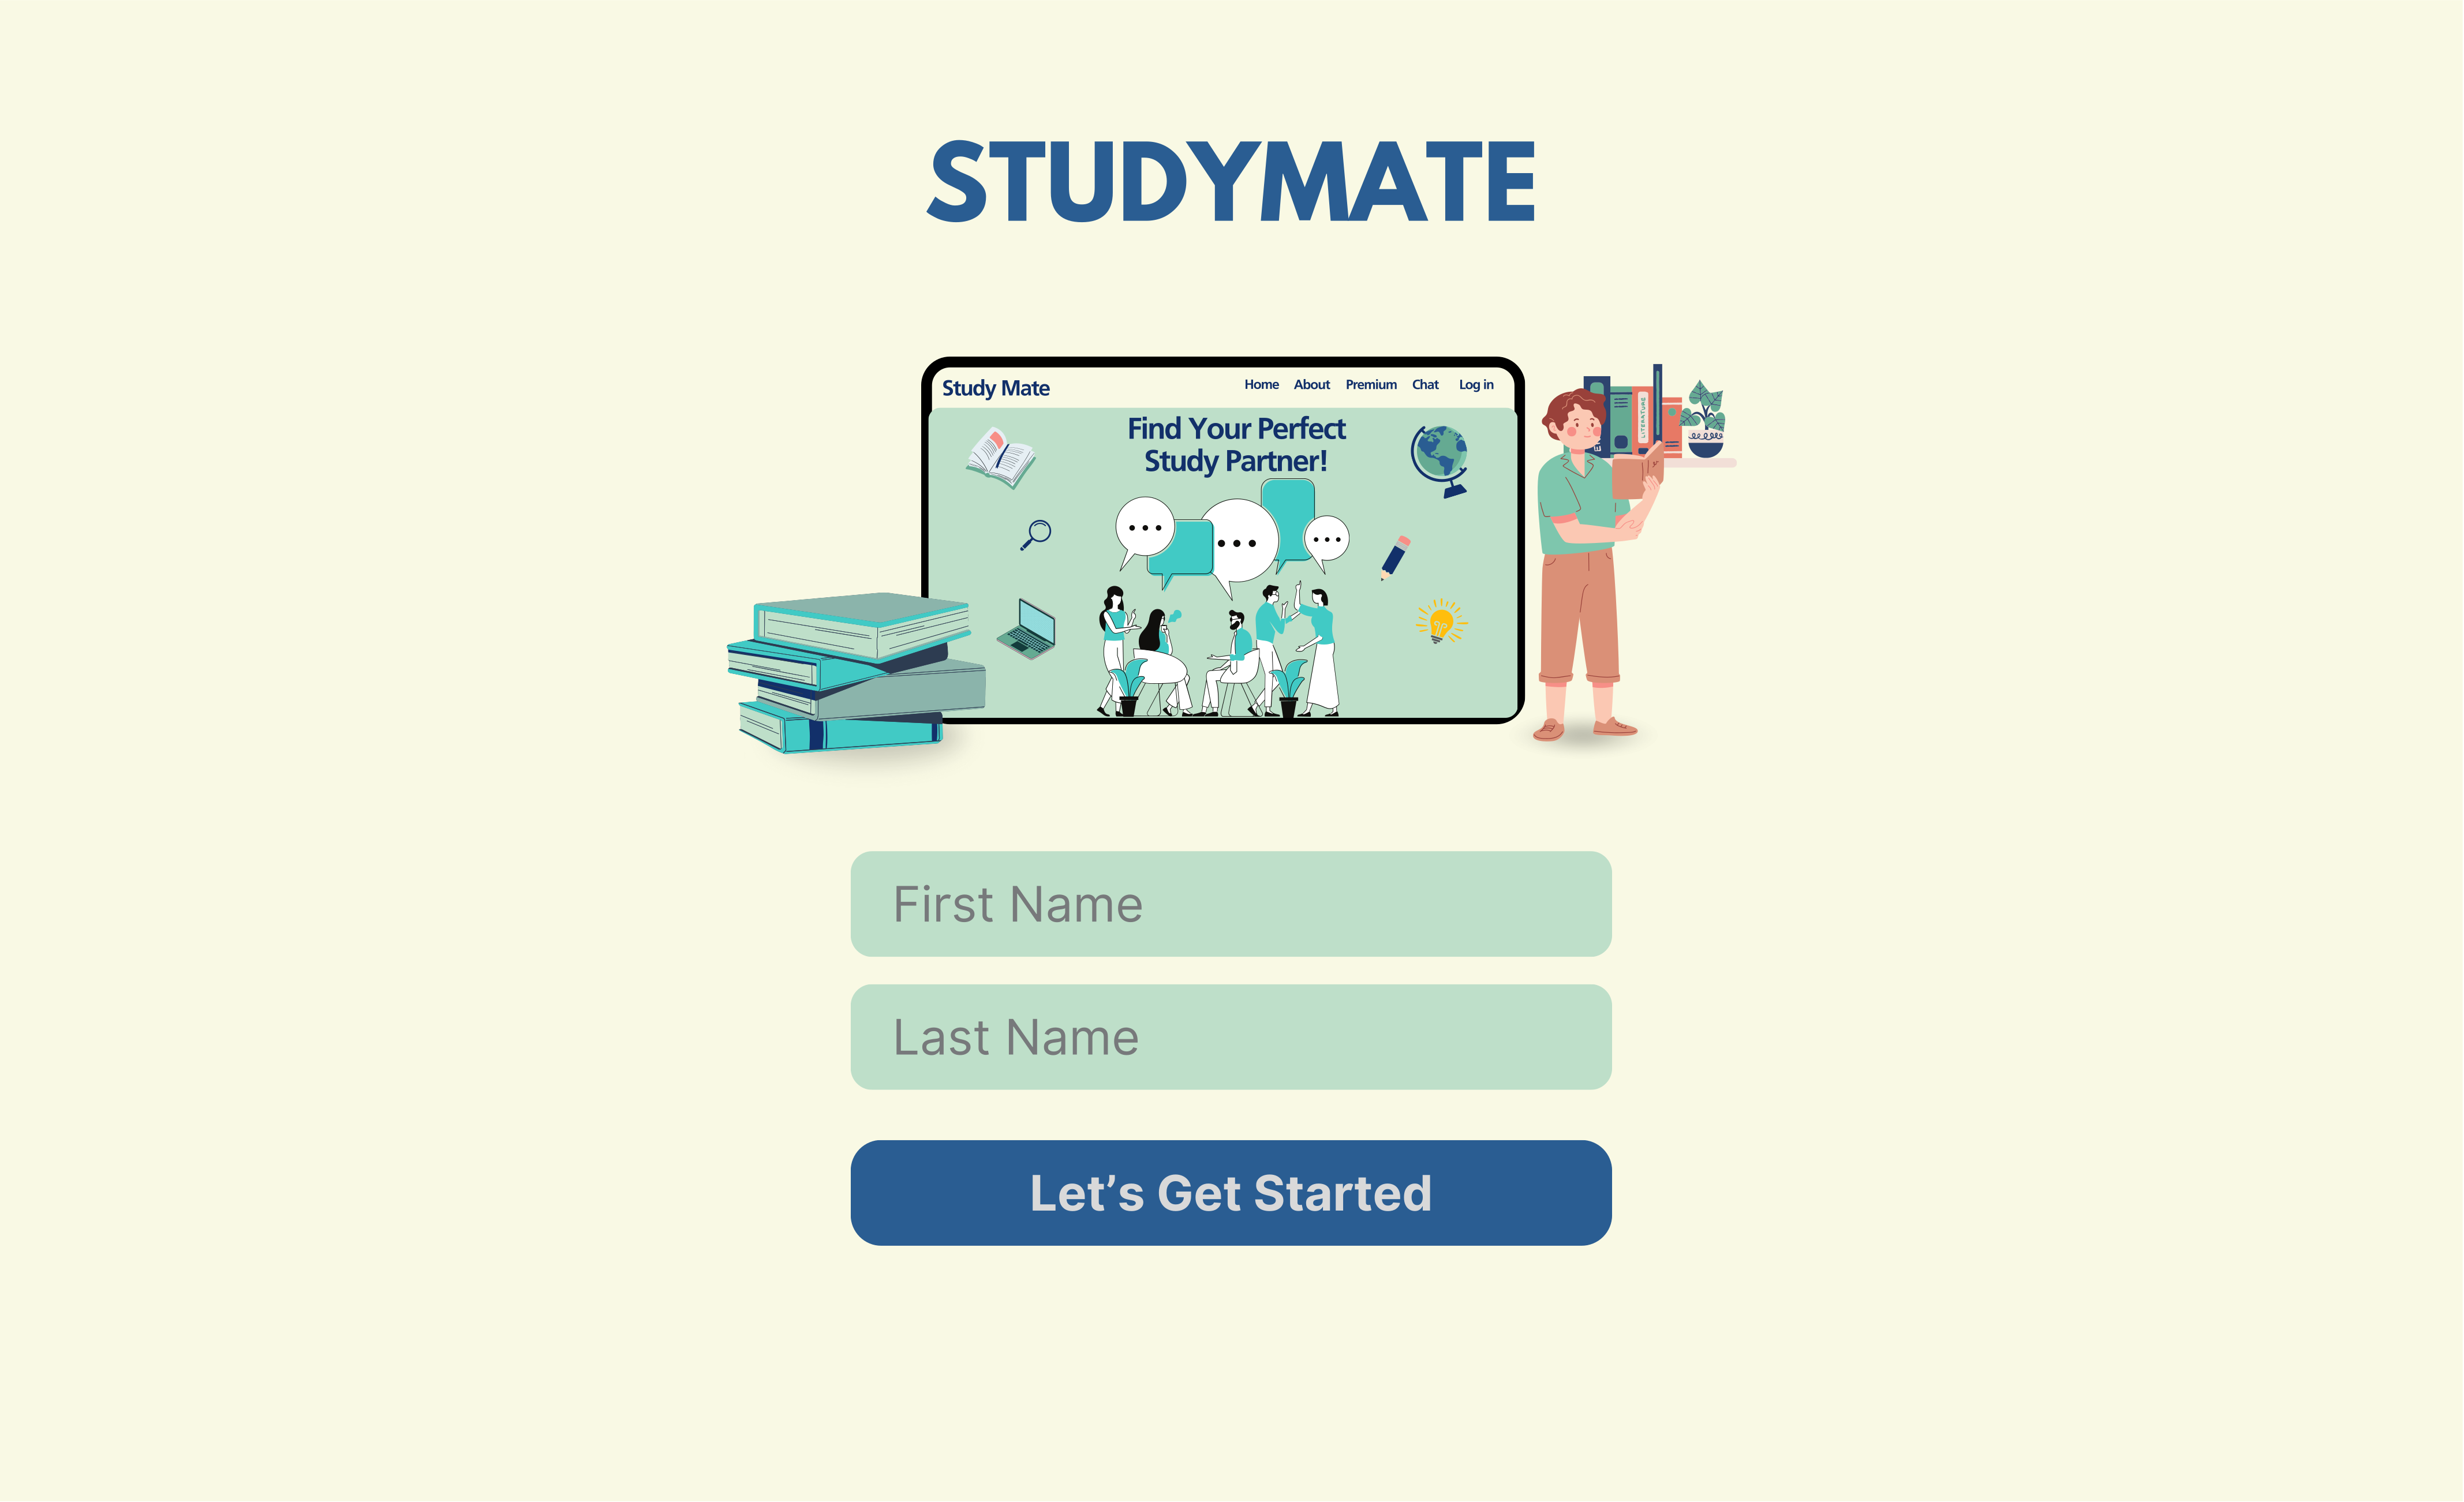 STUDYMATE
Study Mate
Home About Premium Chat Log in
Find Your Perfect
Study Partner!
LITERATURE
First Name
Last Name
Let’s Get Started